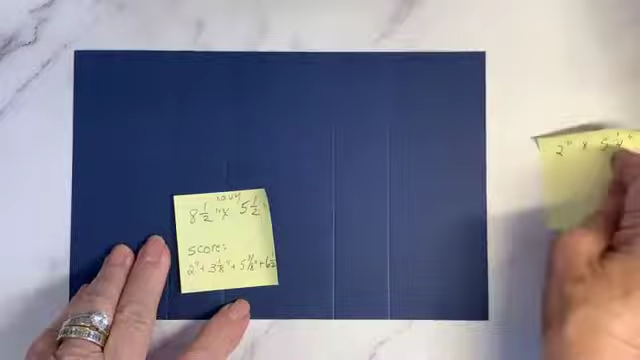 navy
8 1/2" x 5 1/2"
score:
2" + 3 1/8" + 5 3/8" + 6 1/2
2" x 5 1/4"